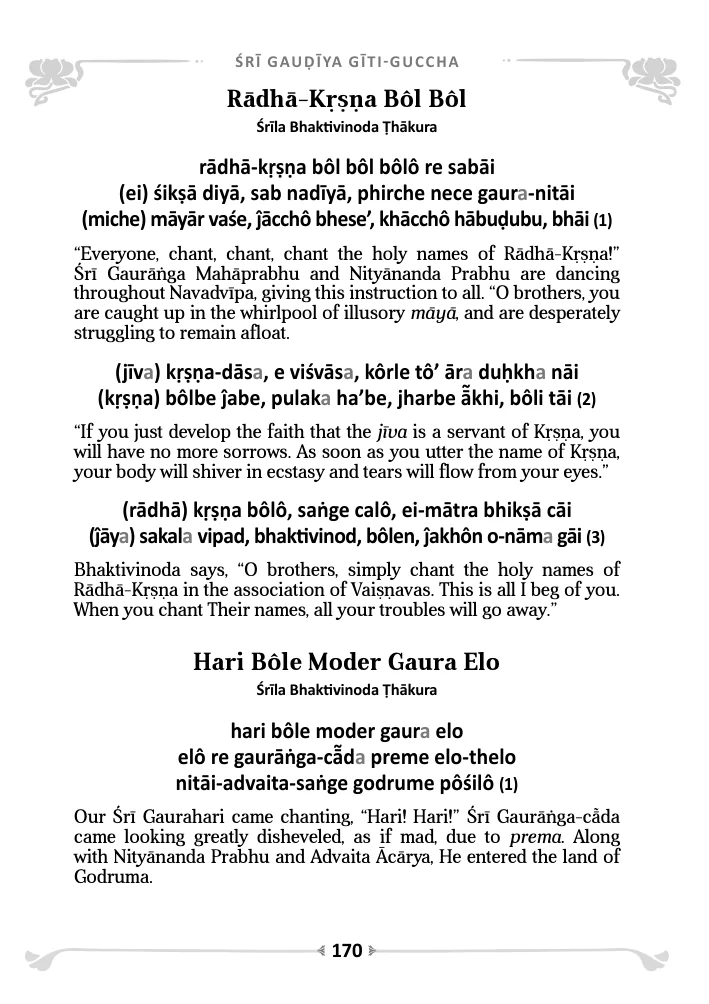 ŚRĪ GAUḌĪYA GĪTI-GUCCHA
Rādhā-Kṛṣṇa Bôl Bôl
Śrīla Bhaktivinoda Ṭhākura
rādhā-kṛṣṇa bôl bôl bôlô re sabāi
(ei) śikṣā diyā, sab nadīyā, phirche nece gaura-nitāi
(miche) māyār vaśe, ĵācchô bhese’, khācchô hābuḍubu, bhāi (1)
“Everyone, chant, chant, chant the holy names of Rādhā-Kṛṣṇa!”
Śrī Gaurāṅga Mahāprabhu and Nityānanda Prabhu are dancing
throughout Navadvīpa, giving this instruction to all. “O brothers, you
are caught up in the whirlpool of illusory māyā, and are desperately
struggling to remain afloat.
(jīva) kṛṣṇa-dāsa, e viśvāsa, kôrle tô’ āra duḥkha nāi
(kṛṣṇa) bôlbe ĵabe, pulaka ha’be, jharbe ā̐khi, bôli tāi (2)
“If you just develop the faith that the jīva is a servant of Kṛṣṇa, you
will have no more sorrows. As soon as you utter the name of Kṛṣṇa,
your body will shiver in ecstasy and tears will flow from your eyes.”
(rādhā) kṛṣṇa bôlô, saṅge calô, ei-mātra bhikṣā cāi
(ĵāya) sakala vipad, bhaktivinod, bôlen, ĵakhôn o-nāma gāi (3)
Bhaktivinoda says, “O brothers, simply chant the holy names of
Rādhā-Kṛṣṇa in the association of Vaiṣṇavas. This is all I beg of you.
When you chant Their names, all your troubles will go away.”
Hari Bôle Moder Gaura Elo
Śrīla Bhaktivinoda Ṭhākura
hari bôle moder gaura elo
elô re gaurāṅga-cā̐da preme elo-thelo
nitāi-advaita-saṅge godrume pôśilô (1)
Our Śrī Gaurahari came chanting, “Hari! Hari!” Śrī Gaurāṅga-cā̐da
came looking greatly disheveled, as if mad, due to prema. Along
with Nityānanda Prabhu and Advaita Ācārya, He entered the land of
Godruma.
170